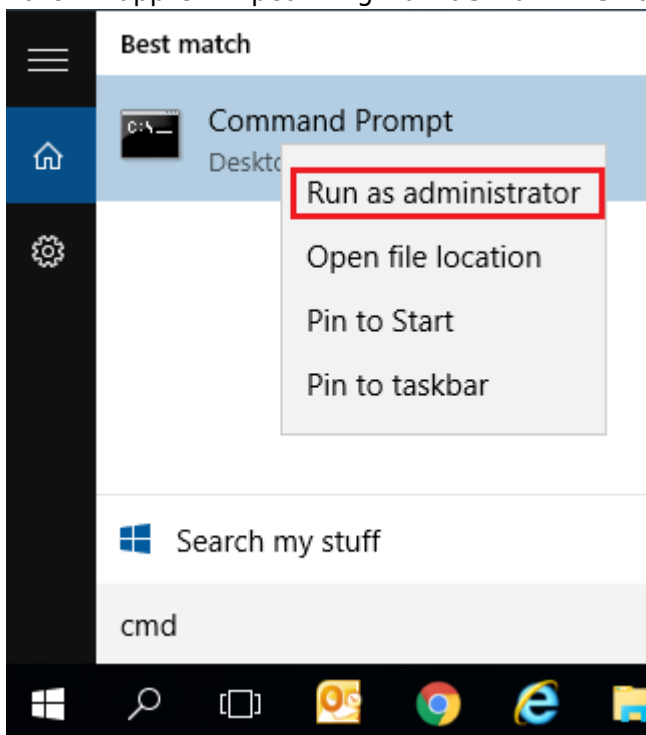 Best match
Command Prompt
Run as administrator
Open file location
Pin to Start
Pin to taskbar
Search my stuff
cmd